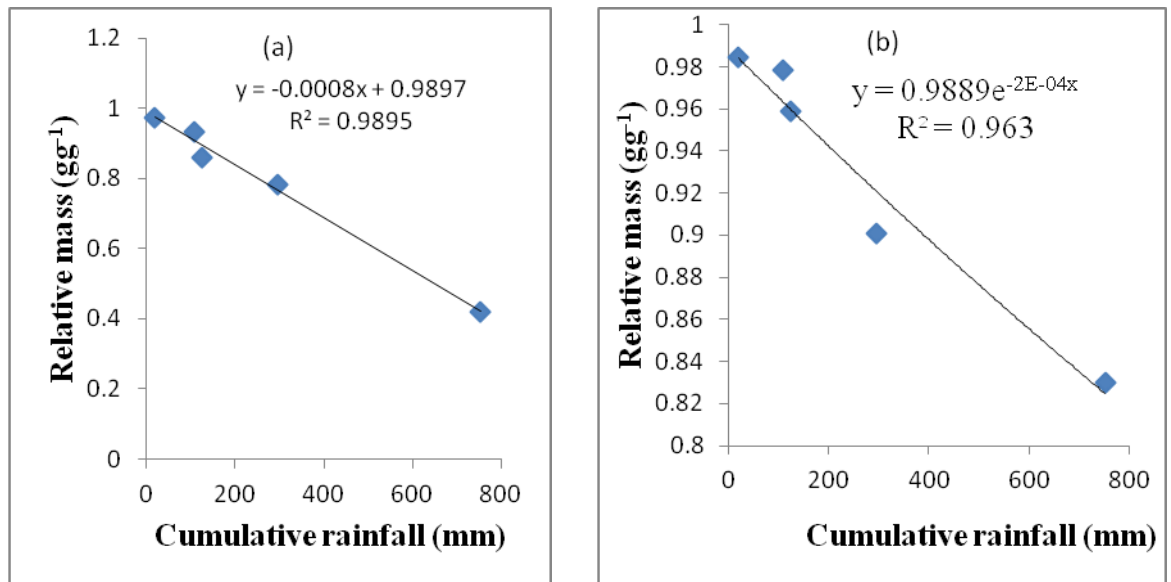 (a)
y = -0.0008x + 0.9897
R² = 0.9895
1.2
1
0.8
0.6
0.4
0.2
0
0 200 400 600 800
Relative mass (gg⁻¹)
Cumulative rainfall (mm)
(b)
y = 0.9889e⁻²ᴱ⁻⁰⁴ˣ
R² = 0.963
1
0.98
0.96
0.94
0.92
0.9
0.88
0.86
0.84
0.82
0.8
0 200 400 600 800
Relative mass (gg⁻¹)
Cumulative rainfall (mm)